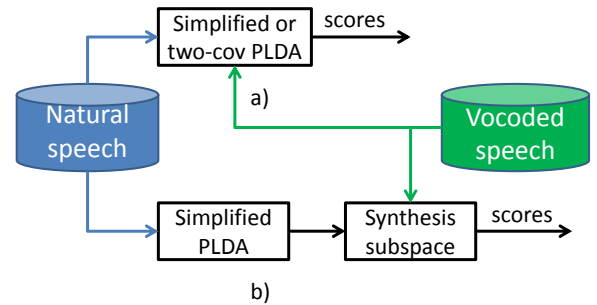 Simplified or
two-cov PLDA
scores
a)
Natural
speech
Vocoded
speech
Simplified
PLDA
Synthesis
subspace
scores
b)